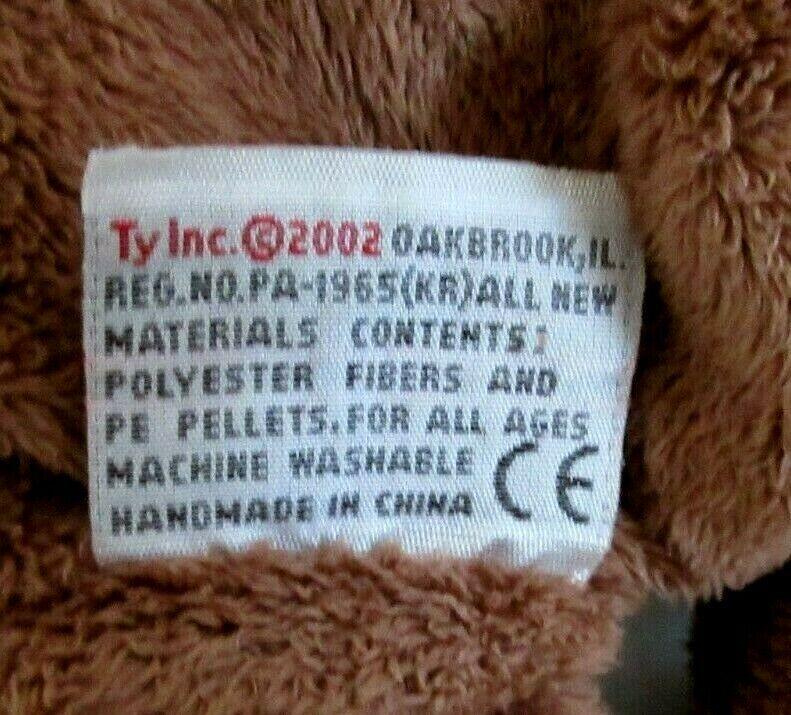 Ty Inc.©2002 OAKBROOK,IL.
REG.NO.PA-1965(KR)ALL NEW
MATERIALS CONTENTS:
POLYESTER FIBERS AND
PE PELLETS.FOR ALL AGES
MACHINE WASHABLE
HANDMADE IN CHINA CE